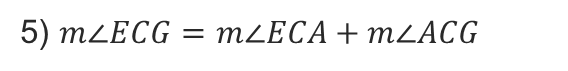 5) m∠ECG = m∠ECA + m∠ACG